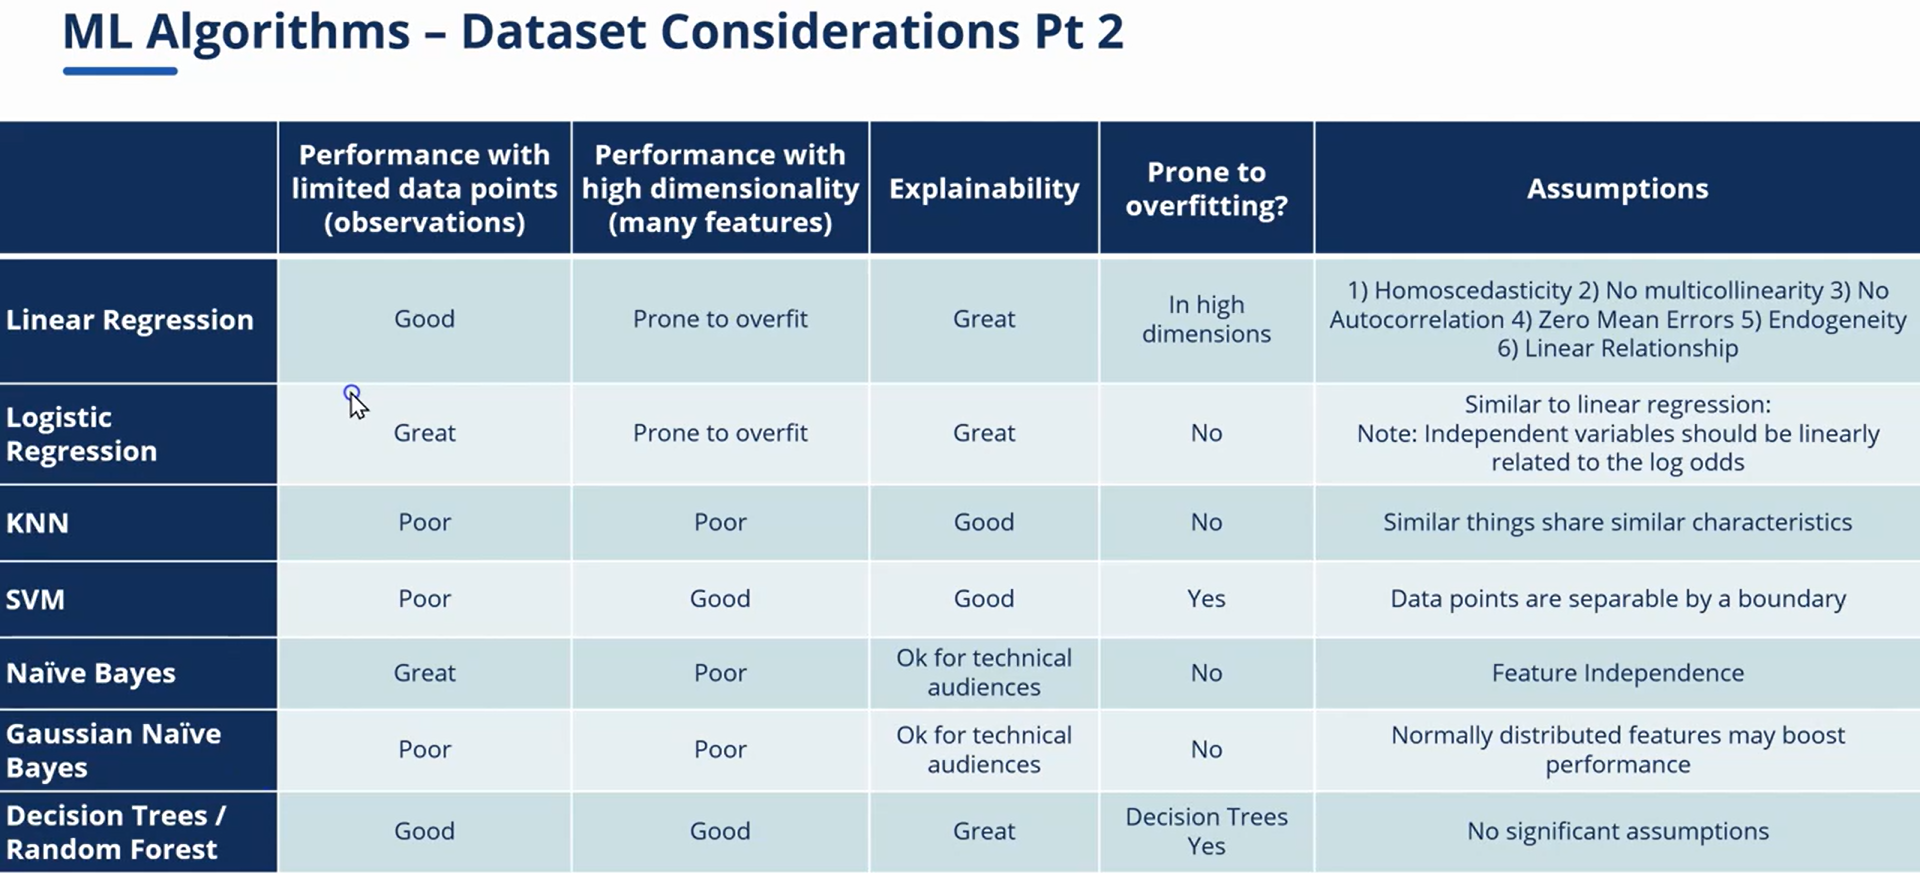 ML Algorithms – Dataset Considerations Pt 2
Performance with
limited data points
(observations)
Performance with
high dimensionality
(many features)
Explainability
Prone to
overfitting?
Assumptions
Linear Regression
Good
Prone to overfit
Great
In high
dimensions
1) Homoscedasticity 2) No multicollinearity 3) No
Autocorrelation 4) Zero Mean Errors 5) Endogeneity
6) Linear Relationship
Logistic
Regression
Great
Prone to overfit
Great
No
Similar to linear regression:
Note: Independent variables should be linearly
related to the log odds
KNN
Poor
Poor
Good
No
Similar things share similar characteristics
SVM
Poor
Good
Good
Yes
Data points are separable by a boundary
Naïve Bayes
Great
Poor
Ok for technical
audiences
No
Feature Independence
Gaussian Naïve
Bayes
Poor
Poor
Ok for technical
audiences
No
Normally distributed features may boost
performance
Decision Trees /
Random Forest
Good
Good
Great
Decision Trees
Yes
No significant assumptions